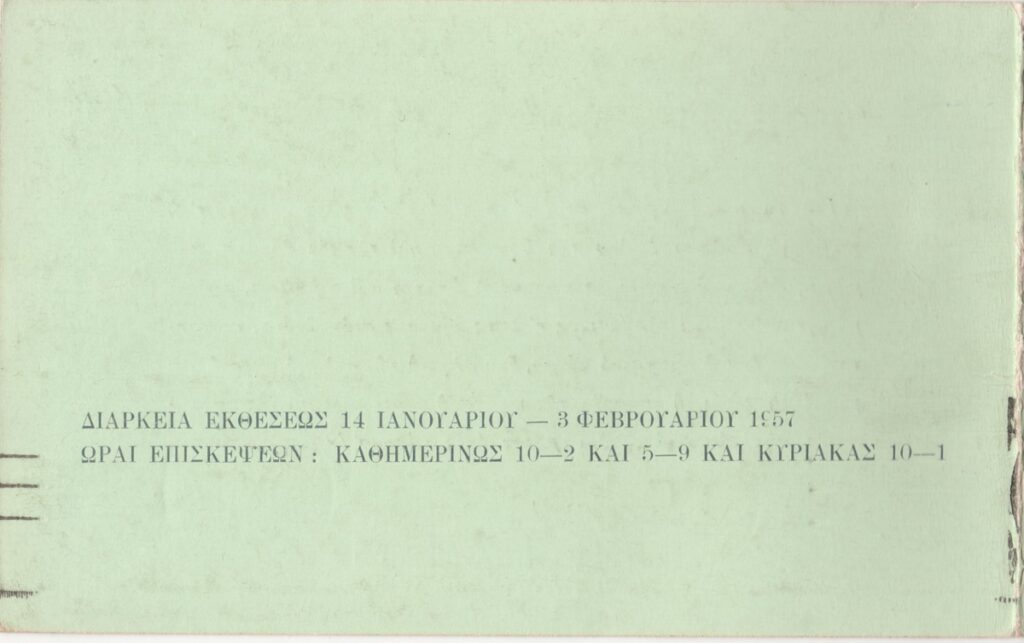 ΔΙΑΡΚΕΙΑ ΕΚΘΕΣΕΩΣ 14 ΙΑΝΟΥΑΡΙΟΥ — 3 ΦΕΒΡΟΥΑΡΙΟΥ 1957
ΩΡΑΙ ΕΠΙΣΚΕΨΕΩΝ : ΚΑΘΗΜΕΡΙΝΩΣ 10—2 ΚΑΙ 5—9 ΚΑΙ ΚΥΡΙΑΚΑΣ 10—1